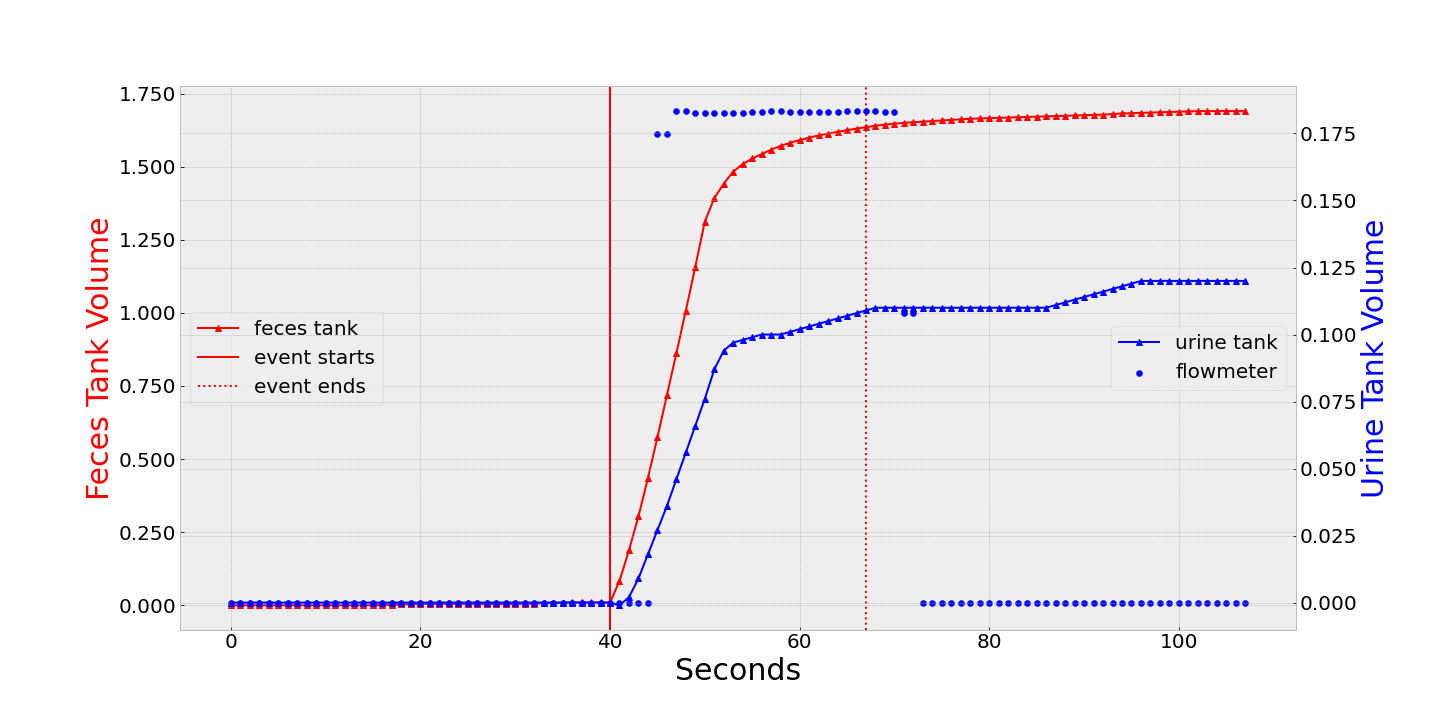 1.750
1.500
1.250
1.000
0.750
0.500
0.250
0.000
Feces Tank Volume
feces tank
event starts
event ends
0.175
0.150
0.125
0.100
0.075
0.050
0.025
0.000
Urine Tank Volume
urine tank
flowmeter
0 20 40 60 80 100
Seconds